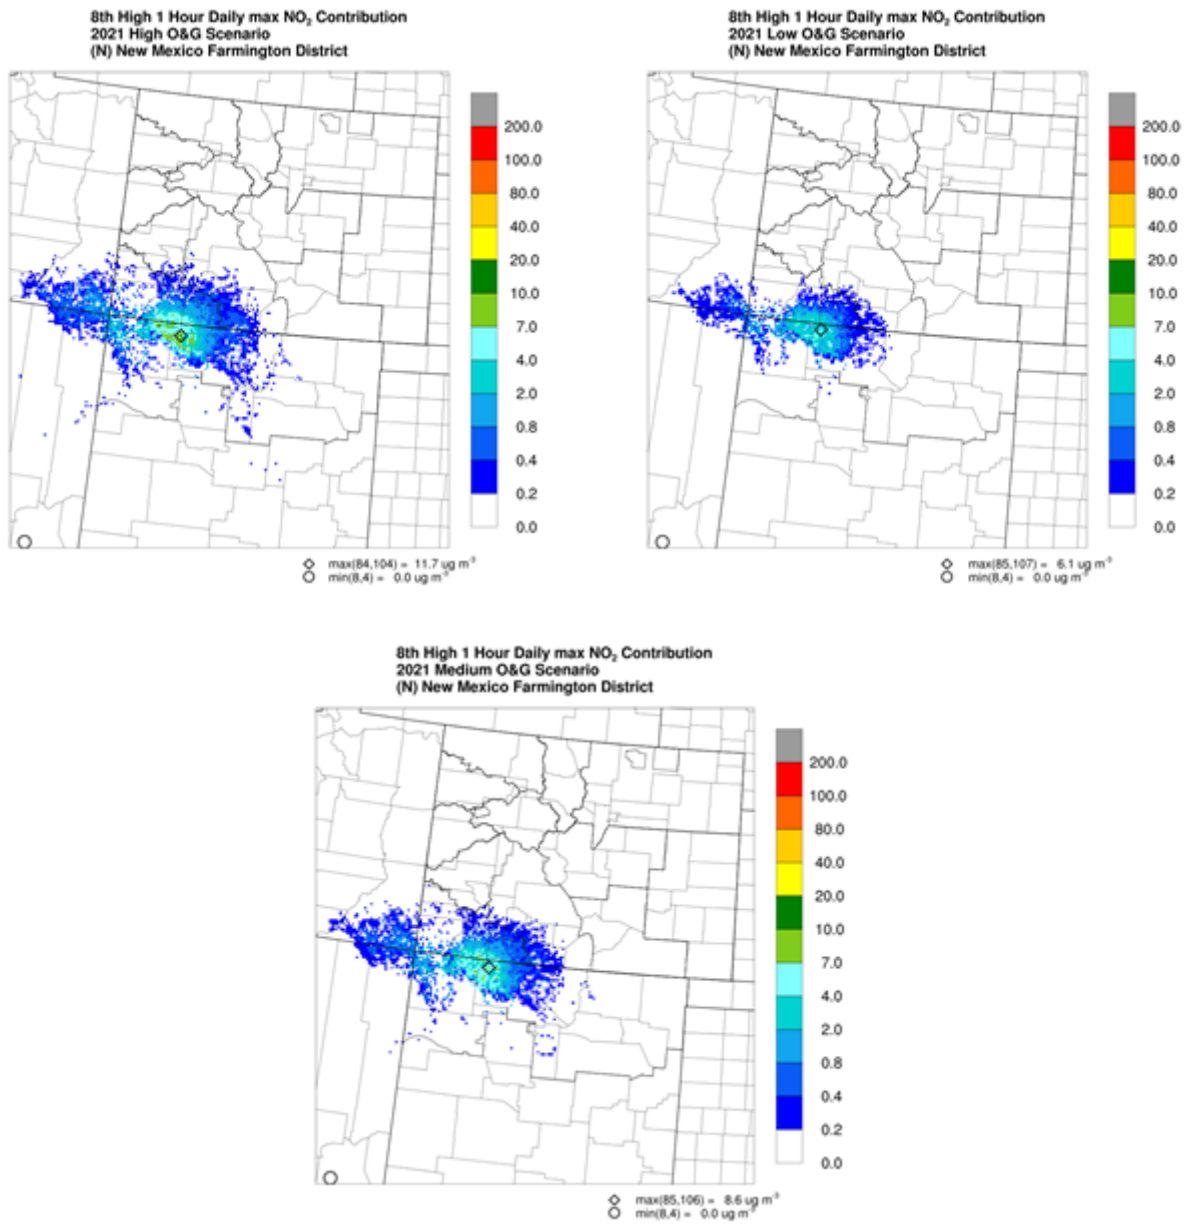 8th High 1 Hour Daily max NO₂ Contribution
2021 High O&G Scenario
(N) New Mexico Farmington District
200.0
100.0
80.0
40.0
20.0
10.0
7.0
4.0
2.0
0.8
0.4
0.2
0.0
max(84,104) = 11.7 ug m⁻³
min(8,4) = 0.0 ug m⁻³
8th High 1 Hour Daily max NO₂ Contribution
2021 Low O&G Scenario
(N) New Mexico Farmington District
200.0
100.0
80.0
40.0
20.0
10.0
7.0
4.0
2.0
0.8
0.4
0.2
0.0
max(85,107) = 6.1 ug m⁻³
min(8,4) = 0.0 ug m⁻³
8th High 1 Hour Daily max NO₂ Contribution
2021 Medium O&G Scenario
(N) New Mexico Farmington District
200.0
100.0
80.0
40.0
20.0
10.0
7.0
4.0
2.0
0.8
0.4
0.2
0.0
max(85,106) = 8.6 ug m⁻³
min(8,4) = 0.0 ug m⁻³